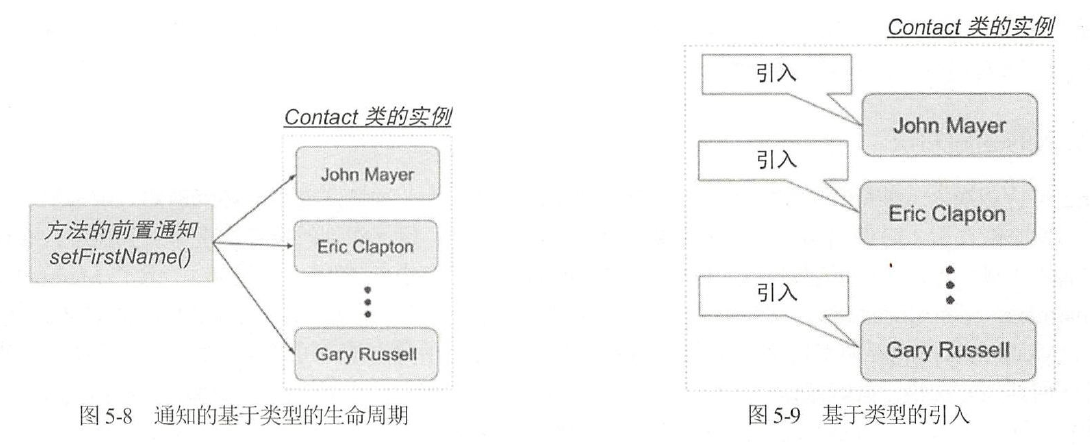 Contact 类的实例
方法的前置通知
setFirstName()
John Mayer
Eric Clapton
Gary Russell
图 5-8 通知的基于类型的生命周期
Contact 类的实例
引入
John Mayer
引入
Eric Clapton
引入
Gary Russell
图 5-9 基于类型的引入